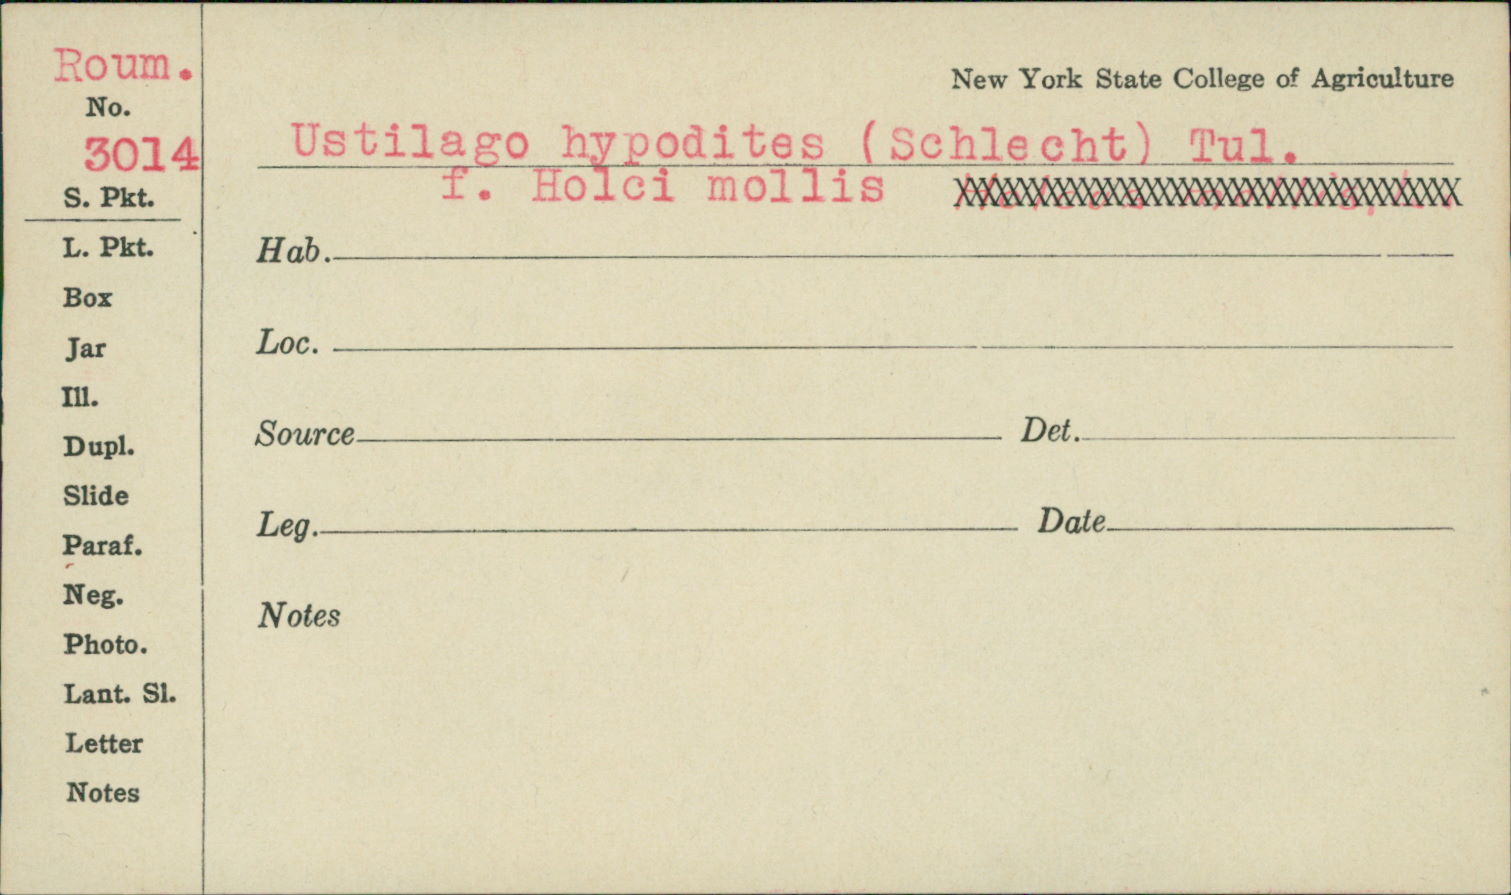 Roum.
No.
3014
S. Pkt.
L. Pkt.
Box
Jar
Ill.
Dupl.
Slide
Paraf.
Neg.
Photo.
Lant. Sl.
Letter
Notes
New York State College of Agriculture
Ustilago hypodites (Schlecht) Tul.
f. Holci mollis
Hab.
Loc.
Source Det.
Leg. Date
Notes